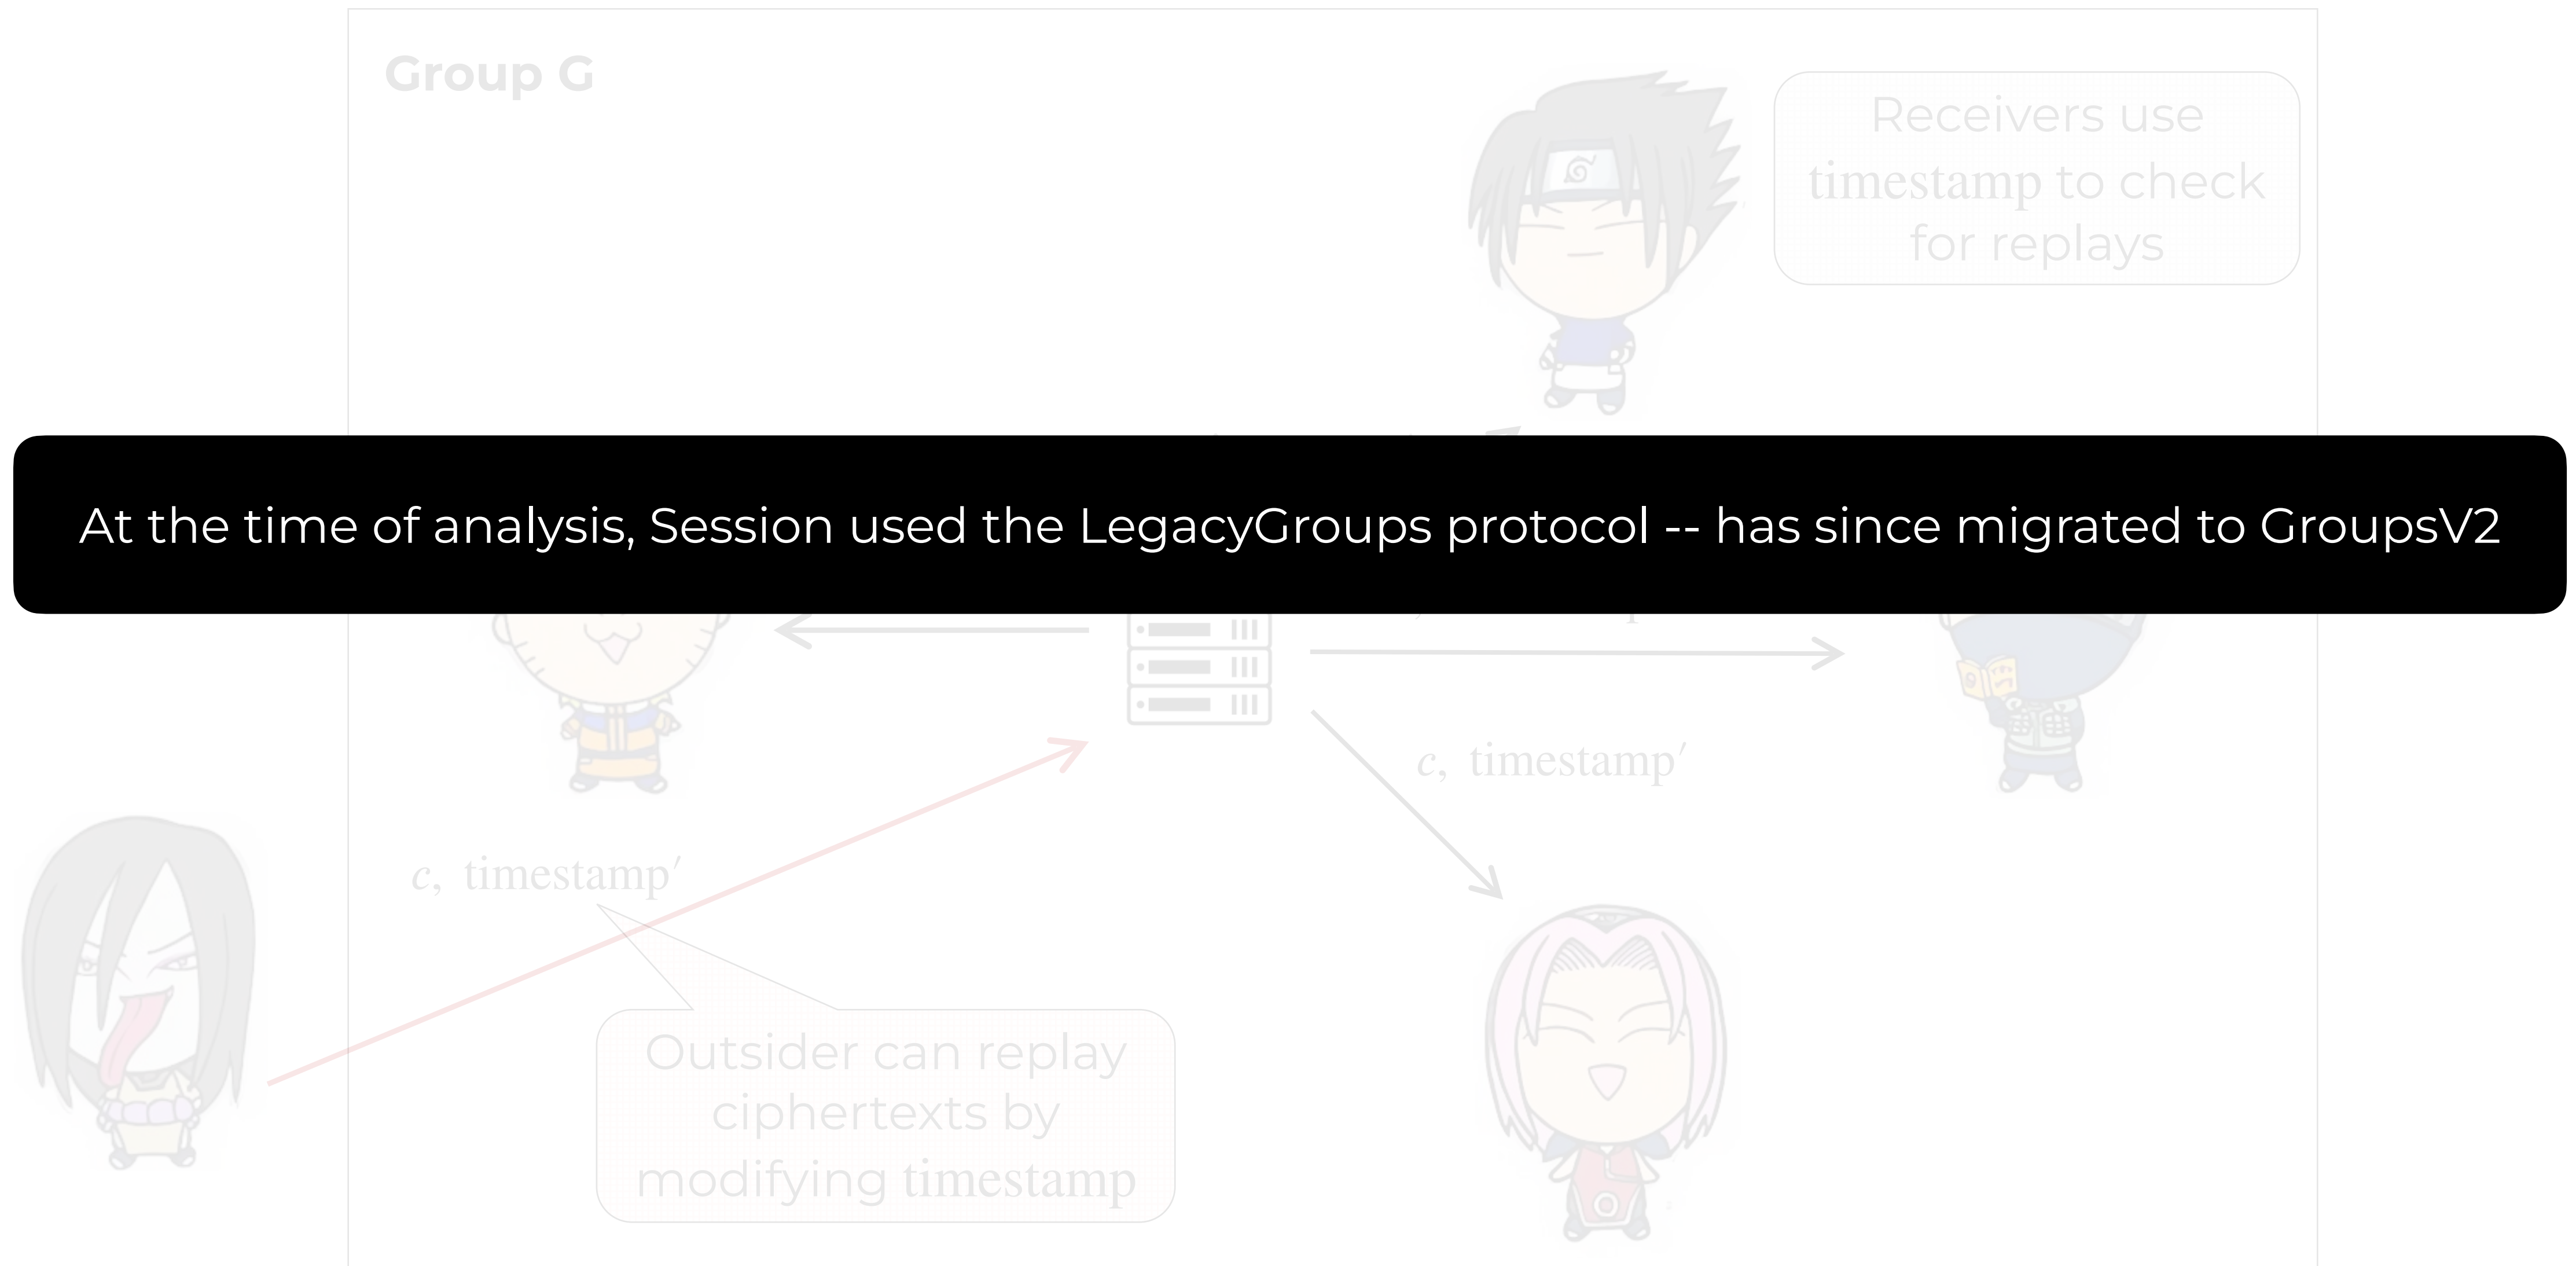 Group G
Receivers use
timestamp to check
for replays
At the time of analysis, Session used the LegacyGroups protocol -- has since migrated to GroupsV2
c, timestamp′
c, timestamp′
Outsider can replay
ciphertexts by
modifying timestamp